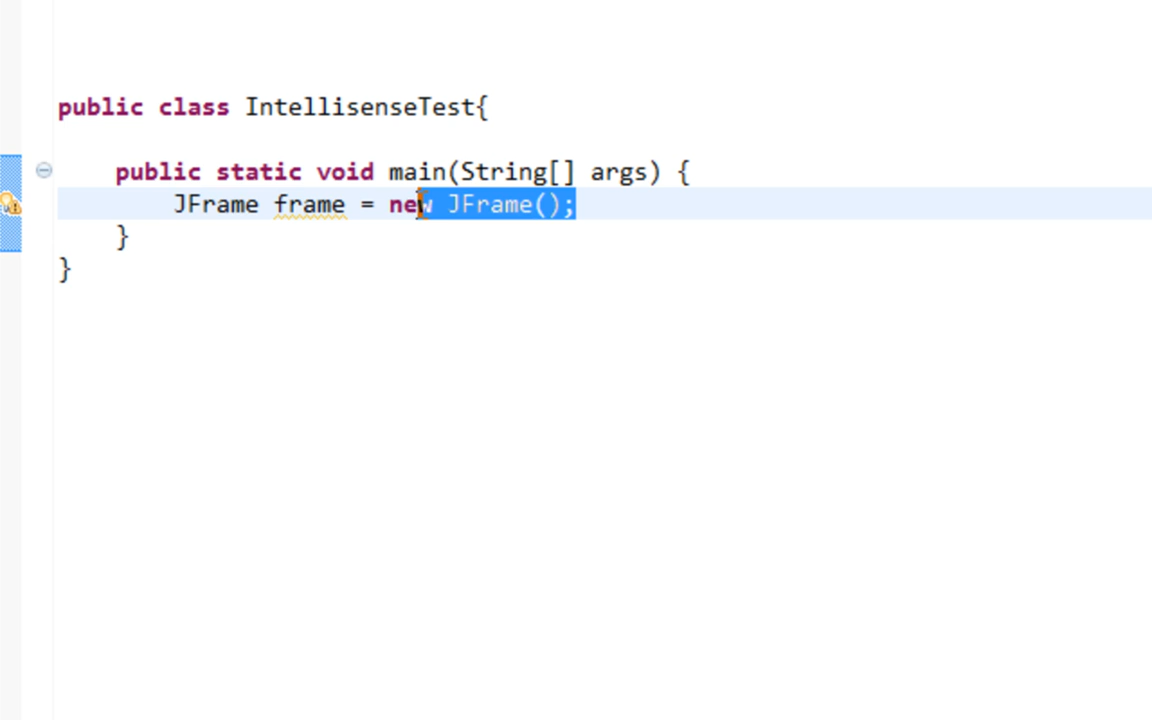 public class IntellisenseTest{
public static void main(String[] args) {
JFrame frame = new JFrame();
}
}